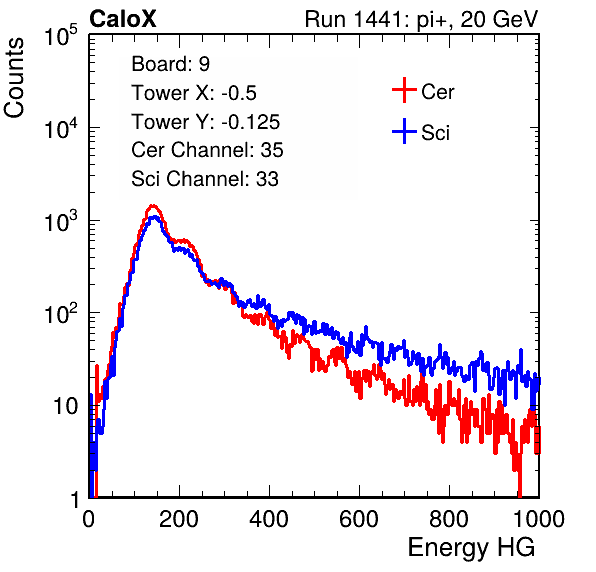 CaloX Run 1441: pi+, 20 GeV
Counts
Board: 9
Tower X: -0.5
Tower Y: -0.125
Cer Channel: 35
Sci Channel: 33
Cer
Sci
10^5
10^4
10^3
10^2
10
1
0 200 400 600 800 1000
Energy HG